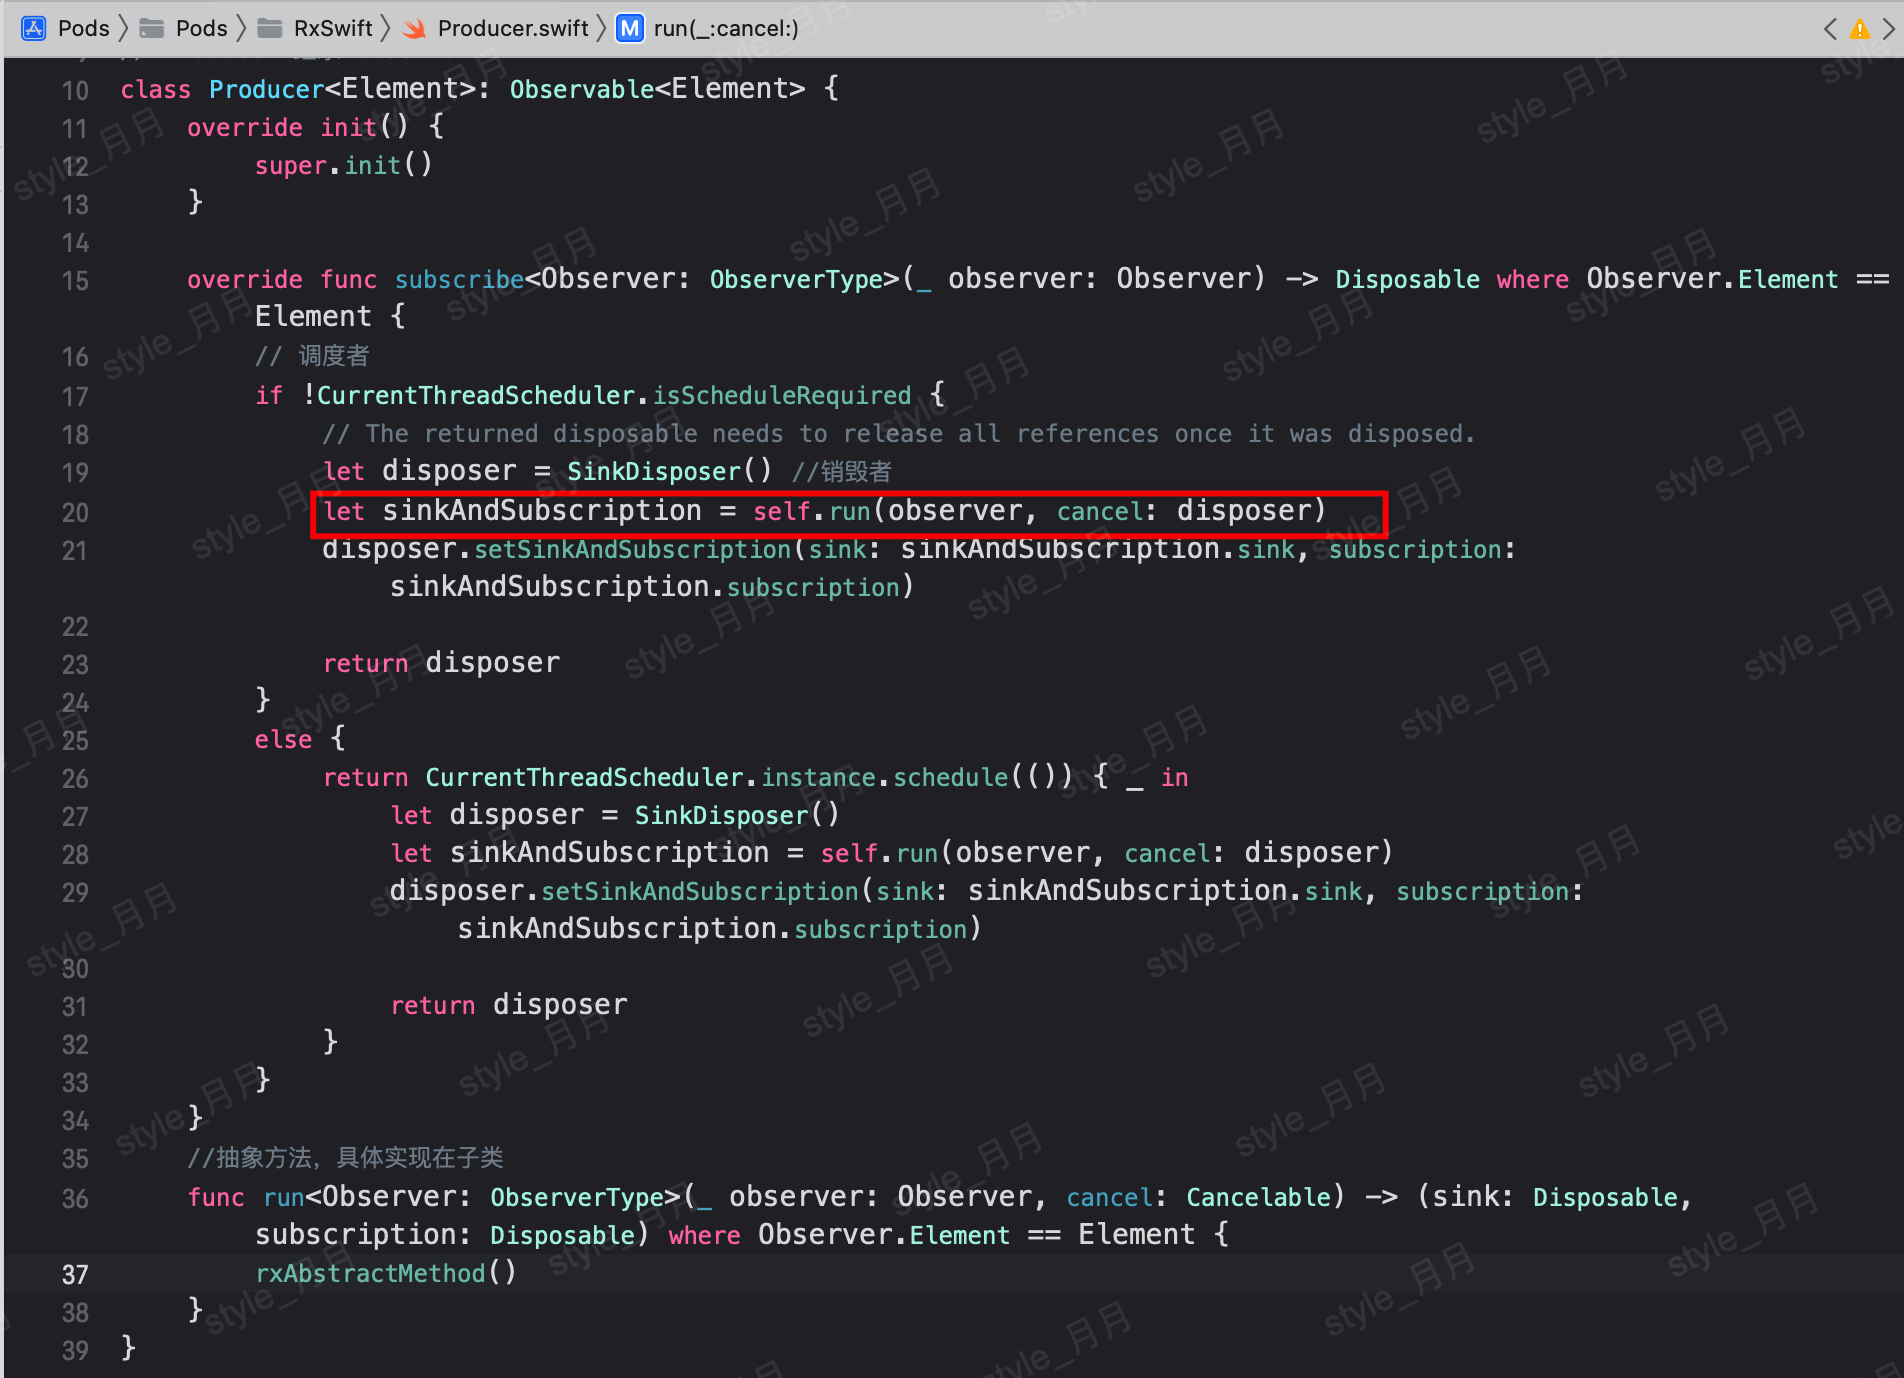 Pods > Pods > RxSwift > Producer.swift > M run(_:cancel:)
10 class Producer<Element>: Observable<Element> {
11 override init() {
12 super.init()
13 }
14
15 override func subscribe<Observer: ObserverType>(_ observer: Observer) -> Disposable where Observer.Element ==
Element {
16 // 调度者
17 if !CurrentThreadScheduler.isScheduleRequired {
18 // The returned disposable needs to release all references once it was disposed.
19 let disposer = SinkDisposer() //销毁者
20 let sinkAndSubscription = self.run(observer, cancel: disposer)
21 disposer.setSinkAndSubscription(sink: sinkAndSubscription.sink, subscription:
sinkAndSubscription.subscription)
22
23 return disposer
24 }
25 else {
26 return CurrentThreadScheduler.instance.schedule(()) { _ in
27 let disposer = SinkDisposer()
28 let sinkAndSubscription = self.run(observer, cancel: disposer)
29 disposer.setSinkAndSubscription(sink: sinkAndSubscription.sink, subscription:
sinkAndSubscription.subscription)
30
31 return disposer
32 }
33 }
34 }
35 //抽象方法，具体实现在子类
36 func run<Observer: ObserverType>(_ observer: Observer, cancel: Cancelable) -> (sink: Disposable,
subscription: Disposable) where Observer.Element == Element {
37 rxAbstractMethod()
38 }
39 }
style_月月